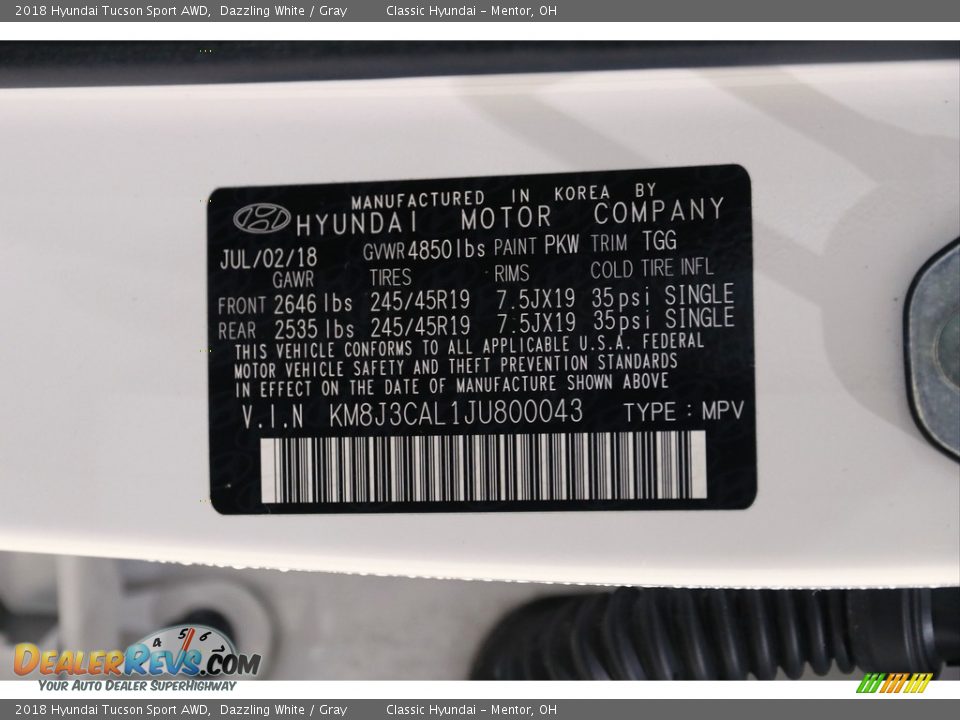 2018 Hyundai Tucson Sport AWD, Dazzling White / Gray Classic Hyundai - Mentor, OH
MANUFACTURED IN KOREA BY
HYUNDAI MOTOR COMPANY
JUL/02/18 GVWR 4850lbs PAINT PKW TRIM TGG
GAWR TIRES RIMS COLD TIRE INFL
FRONT 2646 lbs 245/45R19 7.5JX19 35psi SINGLE
REAR 2535 lbs 245/45R19 7.5JX19 35psi SINGLE
THIS VEHICLE CONFORMS TO ALL APPLICABLE U.S.A. FEDERAL
MOTOR VEHICLE SAFETY AND THEFT PREVENTION STANDARDS
IN EFFECT ON THE DATE OF MANUFACTURE SHOWN ABOVE
V.I.N KM8J3CAL1JU800043 TYPE : MPV
4 5 6 7
DEALERREVS.COM
YOUR AUTO DEALER SUPERHIGHWAY
2018 Hyundai Tucson Sport AWD, Dazzling White / Gray Classic Hyundai - Mentor, OH